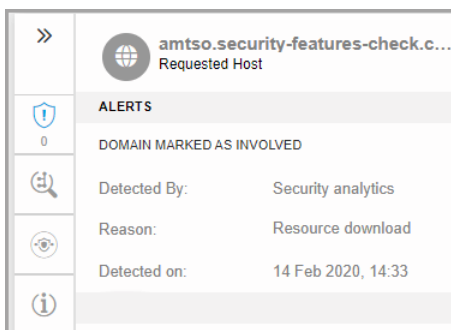 amtso.security-features-check.c...
Requested Host
ALERTS
0
DOMAIN MARKED AS INVOLVED
Detected By: Security analytics
Reason: Resource download
Detected on: 14 Feb 2020, 14:33